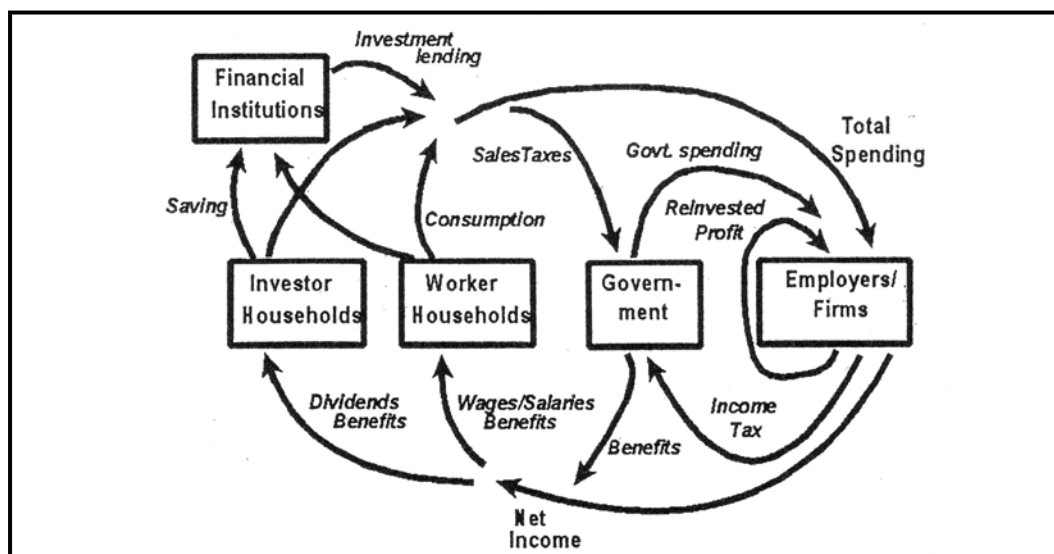 Investment
lending
Financial
Institutions
Total
Spending
SalesTaxes
Govt. spending
Saving
Consumption
Reinvested
Profit
Investor
Households
Worker
Households
Govern-
ment
Employers/
Firms
Dividends
Benefits
Wages/Salaries
Benefits
Benefits
Income
Tax
Net
Income